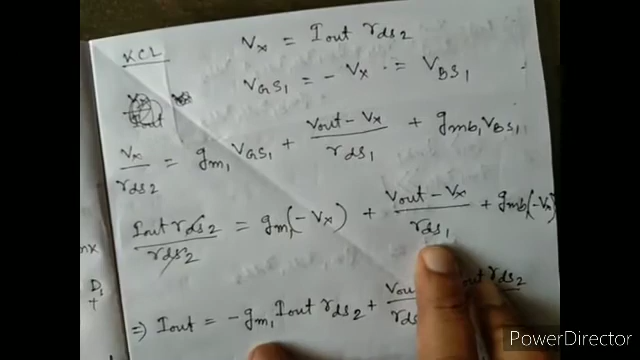 KCL
Vx = Iout rds2
VGS1 = - Vx = VBS1
Vx/rds2 = gm1 VGS1 + (Vout - Vx)/rds1 + gmb1 VBS1
Iout rds2/rds2 = gm1(-Vx) + (Vout - Vx)/rds1 + gmb(-Vx)
⇒ Iout = -gm1 Iout rds2 +
PowerDirector